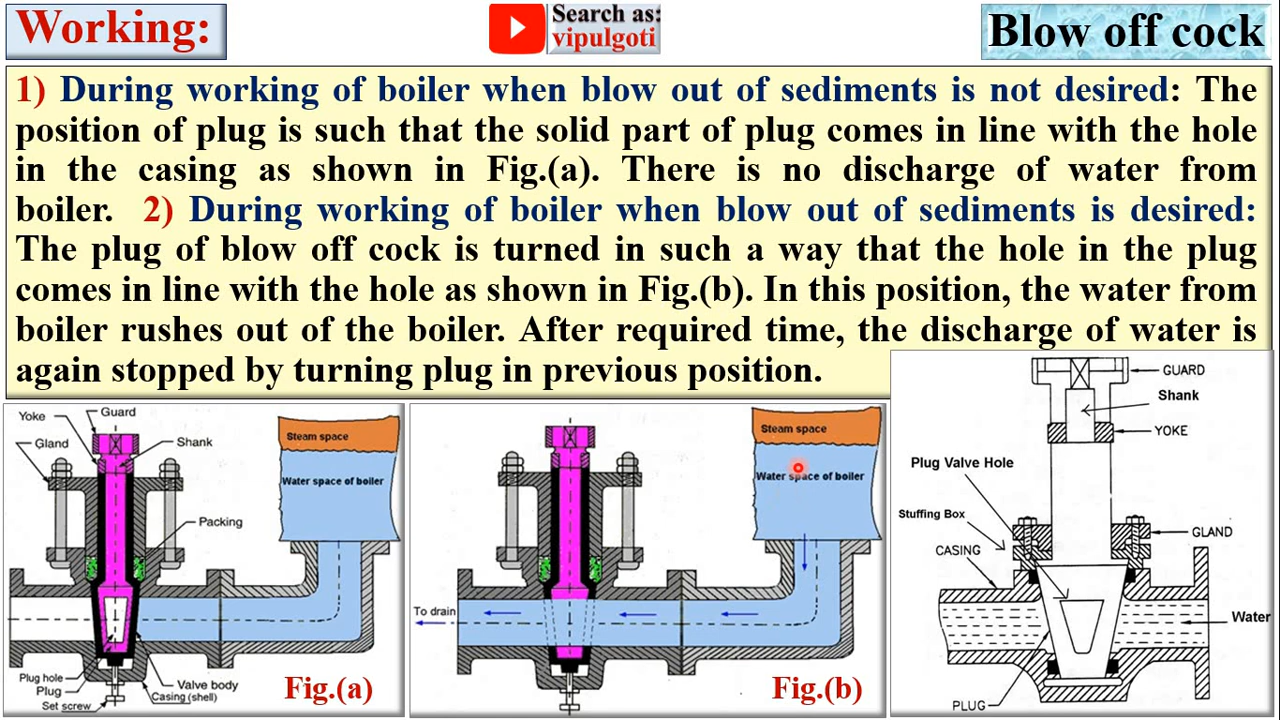 Working:
Search as:
vipulgoti
Blow off cock
1) During working of boiler when blow out of sediments is not desired: The
position of plug is such that the solid part of plug comes in line with the hole
in the casing as shown in Fig.(a). There is no discharge of water from
boiler. 2) During working of boiler when blow out of sediments is desired:
The plug of blow off cock is turned in such a way that the hole in the plug
comes in line with the hole as shown in Fig.(b). In this position, the water from
boiler rushes out of the boiler. After required time, the discharge of water is
again stopped by turning plug in previous position.
Yoke
Guard
Gland
Shank
Steam space
Water space of boiler
Packing
Plug hole
Plug
Set screw
Valve body
Casing (shell)
Fig.(a)
Steam space
Water space of boiler
To drain
Fig.(b)
GUARD
Shank
YOKE
Plug Valve Hole
Stuffing Box
GLAND
CASING
Water
PLUG